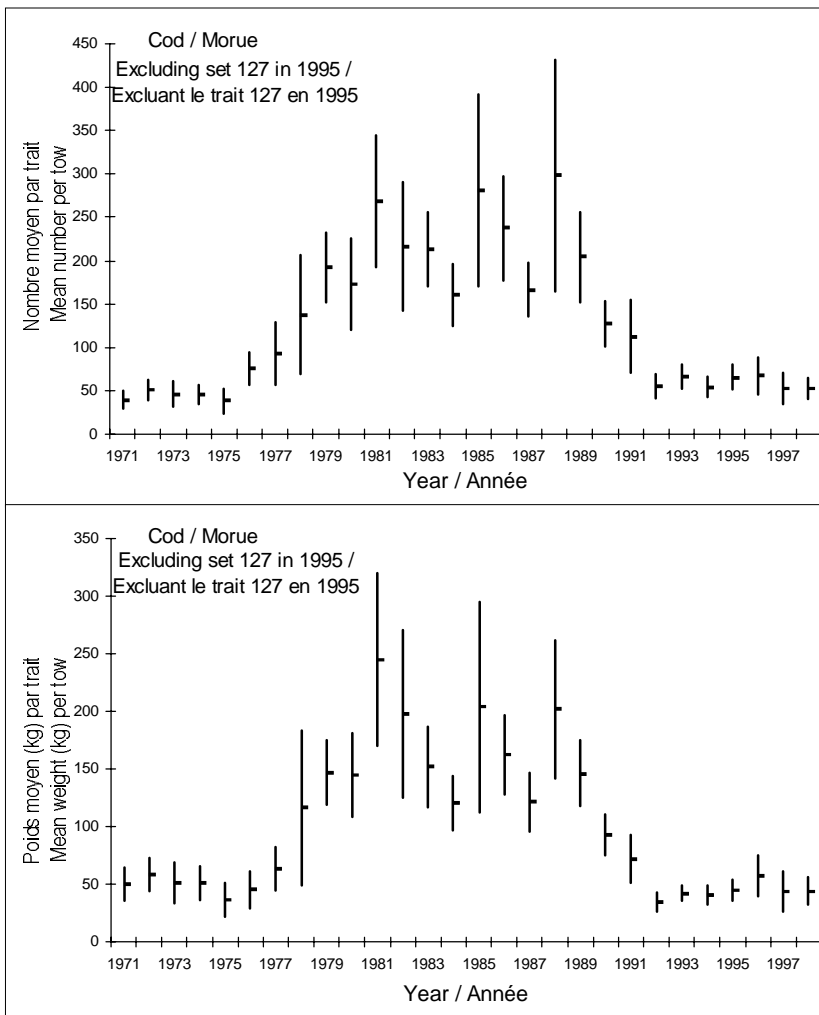 Cod / Morue
Excluding set 127 in 1995 /
Excluant le trait 127 en 1995
Nombre moyen par trait
Mean number per tow
450
400
350
300
250
200
150
100
50
0
1971 1973 1975 1977 1979 1981 1983 1985 1987 1989 1991 1993 1995 1997
Year / Année
Cod / Morue
Excluding set 127 in 1995 /
Excluant le trait 127 en 1995
Poids moyen (kg) par trait
Mean weight (kg) per tow
350
300
250
200
150
100
50
0
1971 1973 1975 1977 1979 1981 1983 1985 1987 1989 1991 1993 1995 1997
Year / Année